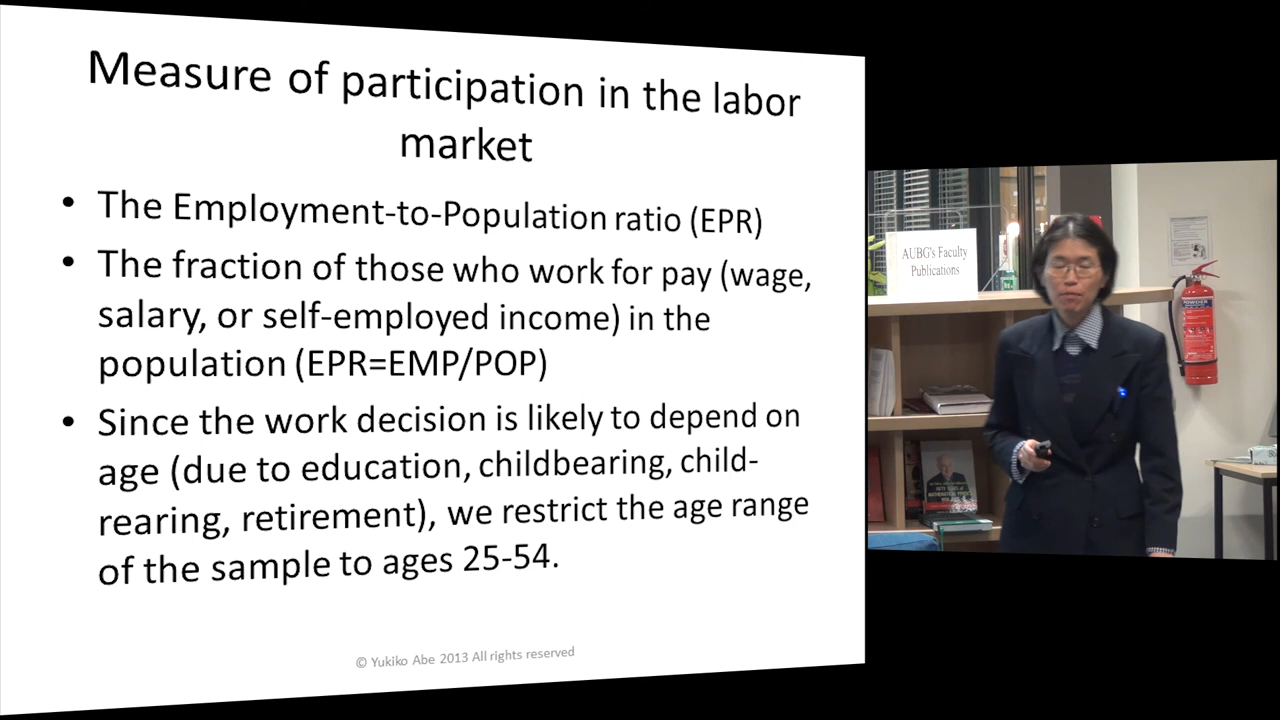 Measure of participation in the labor
market
• The Employment-to-Population ratio (EPR)
• The fraction of those who work for pay (wage,
salary, or self-employed income) in the
population (EPR=EMP/POP)
• Since the work decision is likely to depend on
age (due to education, childbearing, child-
rearing, retirement), we restrict the age range
of the sample to ages 25-54.
© Yukiko Abe 2013 All rights reserved
AUBG's Faculty
Publications